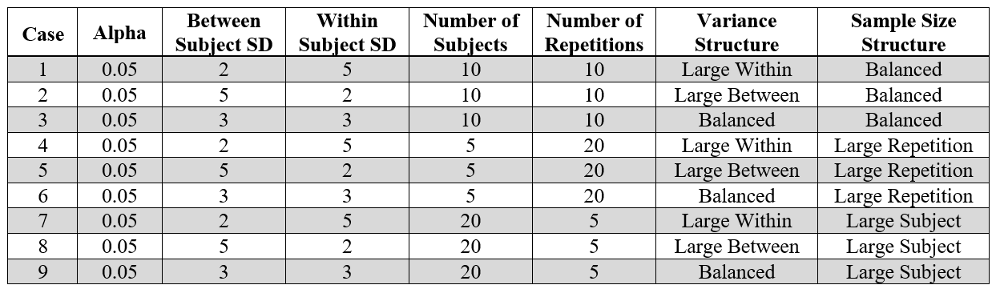 Case Alpha Between Subject SD Within Subject SD Number of Subjects Number of Repetitions Variance Structure Sample Size Structure
1 0.05 2 5 10 10 Large Within Balanced
2 0.05 5 2 10 10 Large Between Balanced
3 0.05 3 3 10 10 Balanced Balanced
4 0.05 2 5 5 20 Large Within Large Repetition
5 0.05 5 2 5 20 Large Between Large Repetition
6 0.05 3 3 5 20 Balanced Large Repetition
7 0.05 2 5 20 5 Large Within Large Subject
8 0.05 5 2 20 5 Large Between Large Subject
9 0.05 3 3 20 5 Balanced Large Subject